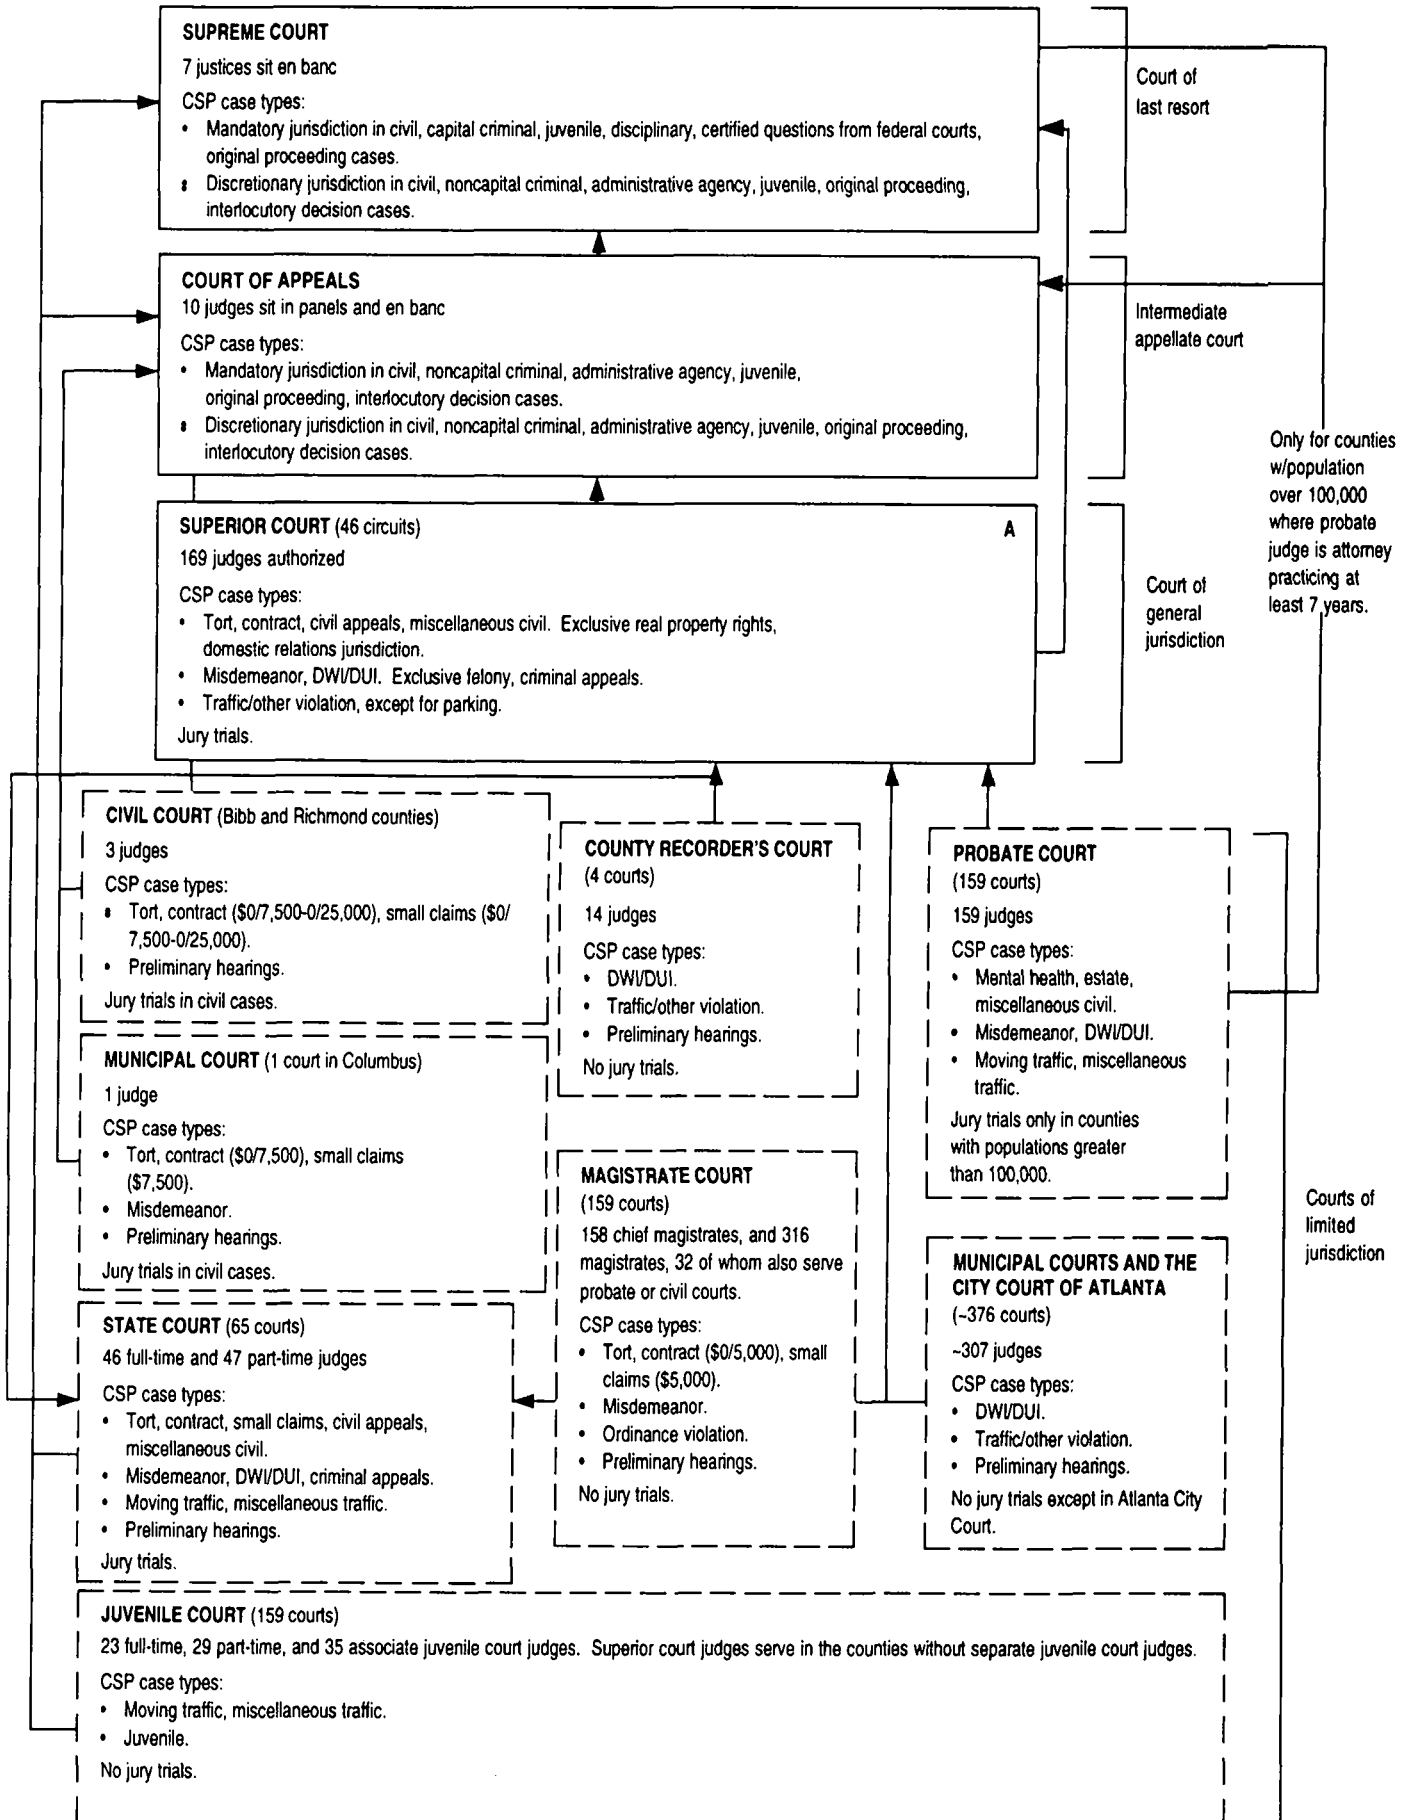 SUPREME COURT
7 justices sit en banc
CSP case types:
• Mandatory jurisdiction in civil, capital criminal, juvenile, disciplinary, certified questions from federal courts,
original proceeding cases.
• Discretionary jurisdiction in civil, noncapital criminal, administrative agency, juvenile, original proceeding,
interlocutory decision cases.
Court of
last resort
COURT OF APPEALS
10 judges sit in panels and en banc
CSP case types:
• Mandatory jurisdiction in civil, noncapital criminal, administrative agency, juvenile,
original proceeding, interlocutory decision cases.
• Discretionary jurisdiction in civil, noncapital criminal, administrative agency, juvenile, original proceeding,
interlocutory decision cases.
Intermediate
appellate court
Only for counties
w/population
over 100,000
where probate
judge is attorney
practicing at
least 7 years.
SUPERIOR COURT (46 circuits) A
169 judges authorized
CSP case types:
• Tort, contract, civil appeals, miscellaneous civil. Exclusive real property rights,
domestic relations jurisdiction.
• Misdemeanor, DWI/DUI. Exclusive felony, criminal appeals.
• Traffic/other violation, except for parking.
Jury trials.
Court of
general
jurisdiction
CIVIL COURT (Bibb and Richmond counties)
3 judges
CSP case types:
• Tort, contract ($0/7,500-0/25,000), small claims ($0/
7,500-0/25,000).
• Preliminary hearings.
Jury trials in civil cases.
COUNTY RECORDER'S COURT
(4 courts)
14 judges
CSP case types:
• DWI/DUI.
• Traffic/other violation.
• Preliminary hearings.
No jury trials.
PROBATE COURT
(159 courts)
159 judges
CSP case types:
• Mental health, estate,
miscellaneous civil.
• Misdemeanor, DWI/DUI.
• Moving traffic, miscellaneous
traffic.
Jury trials only in counties
with populations greater
than 100,000.
MUNICIPAL COURT (1 court in Columbus)
1 judge
CSP case types:
• Tort, contract ($0/7,500), small claims
($7,500).
• Misdemeanor.
• Preliminary hearings.
Jury trials in civil cases.
MAGISTRATE COURT
(159 courts)
158 chief magistrates, and 316
magistrates, 32 of whom also serve
probate or civil courts.
CSP case types:
• Tort, contract ($0/5,000), small
claims ($5,000).
• Misdemeanor.
• Ordinance violation.
• Preliminary hearings.
No jury trials.
Courts of
limited
jurisdiction
MUNICIPAL COURTS AND THE
CITY COURT OF ATLANTA
(~376 courts)
~307 judges
CSP case types:
• DWI/DUI.
• Traffic/other violation.
• Preliminary hearings.
No jury trials except in Atlanta City
Court.
STATE COURT (65 courts)
46 full-time and 47 part-time judges
CSP case types:
• Tort, contract, small claims, civil appeals,
miscellaneous civil.
• Misdemeanor, DWI/DUI, criminal appeals.
• Moving traffic, miscellaneous traffic.
• Preliminary hearings.
Jury trials.
JUVENILE COURT (159 courts)
23 full-time, 29 part-time, and 35 associate juvenile court judges. Superior court judges serve in the counties without separate juvenile court judges.
CSP case types:
• Moving traffic, miscellaneous traffic.
• Juvenile.
No jury trials.